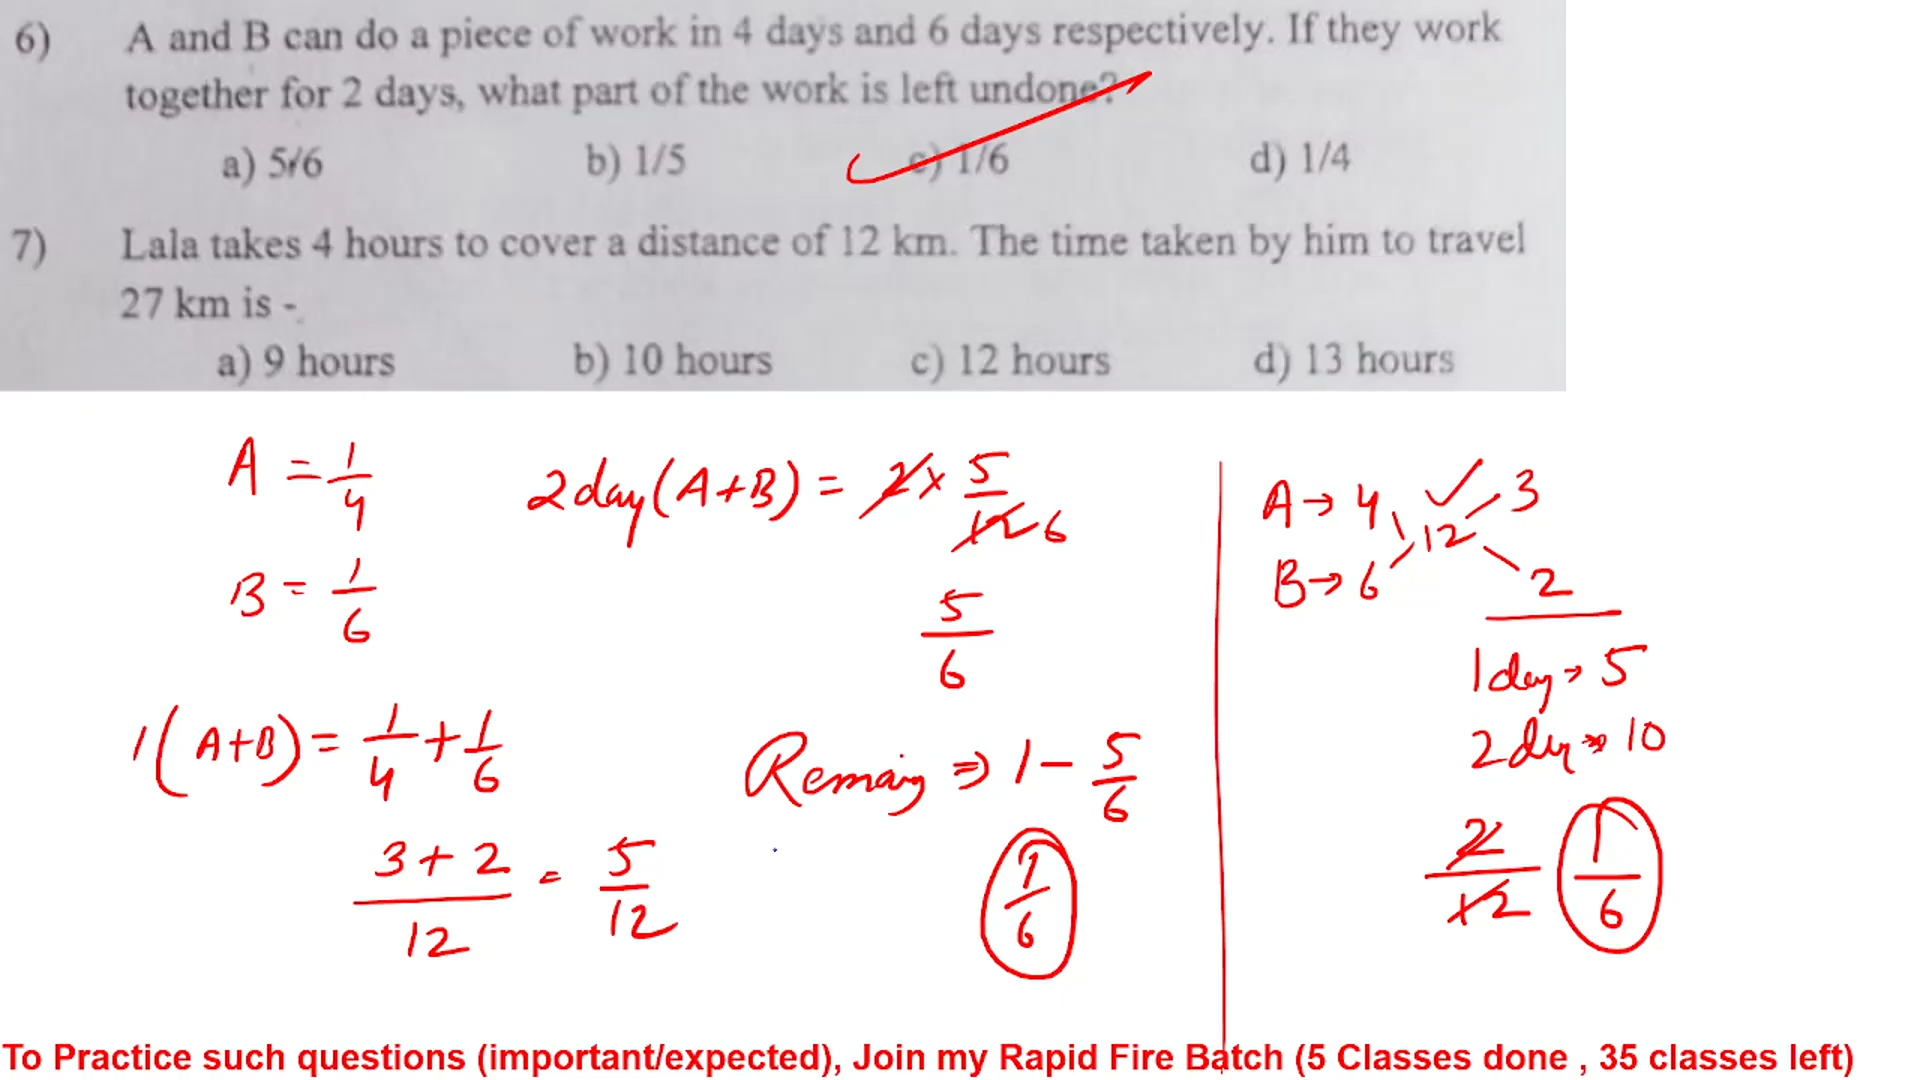 6) A and B can do a piece of work in 4 days and 6 days respectively. If they work
together for 2 days, what part of the work is left undone?
a) 5/6 b) 1/5 c) 1/6 d) 1/4
7) Lala takes 4 hours to cover a distance of 12 km. The time taken by him to travel
27 km is -
a) 9 hours b) 10 hours c) 12 hours d) 13 hours
A = 1/4
B = 1/6
1(A+B) = 1/4 + 1/6
3+2/12 = 5/12
2day(A+B) = 2 × 5/12 6
5/6
Remaing ⇒ 1 - 5/6
1/6
A → 4 12 3
B → 6 2
1day → 5
2dy → 10
2/12 1/6
To Practice such questions (important/expected), Join my Rapid Fire Batch (5 Classes done , 35 classes left)